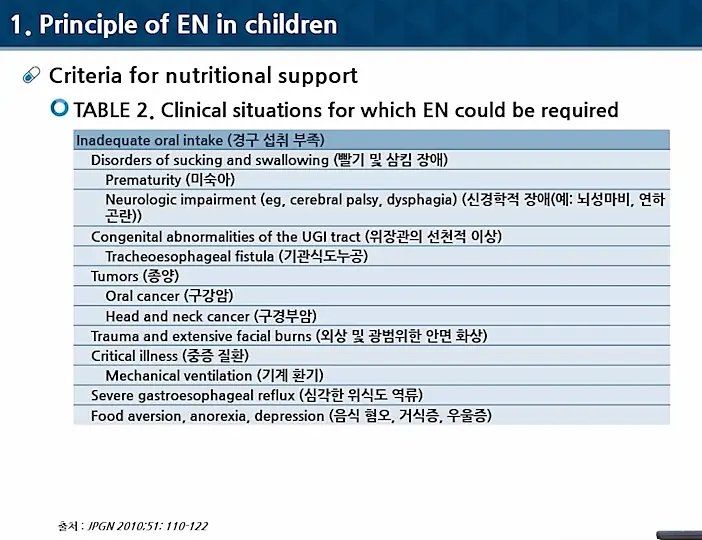 1. Principle of EN in children
Criteria for nutritional support
TABLE 2. Clinical situations for which EN could be required
Inadequate oral intake (경구 섭취 부족)
Disorders of sucking and swallowing (빨기 및 삼킴 장애)
Prematurity (미숙아)
Neurologic impairment (eg, cerebral palsy, dysphagia) (신경학적 장애(예: 뇌성마비, 연하
곤란))
Congenital abnormalities of the UGI tract (위장관의 선천적 이상)
Tracheoesophageal fistula (기관식도누공)
Tumors (종양)
Oral cancer (구강암)
Head and neck cancer (구경부암)
Trauma and extensive facial burns (외상 및 광범위한 안면 화상)
Critical illness (중증 질환)
Mechanical ventilation (기계 환기)
Severe gastroesophageal reflux (심각한 위식도 역류)
Food aversion, anorexia, depression (음식 혐오, 거식증, 우울증)
출처 : JPGN 2010;51: 110-122